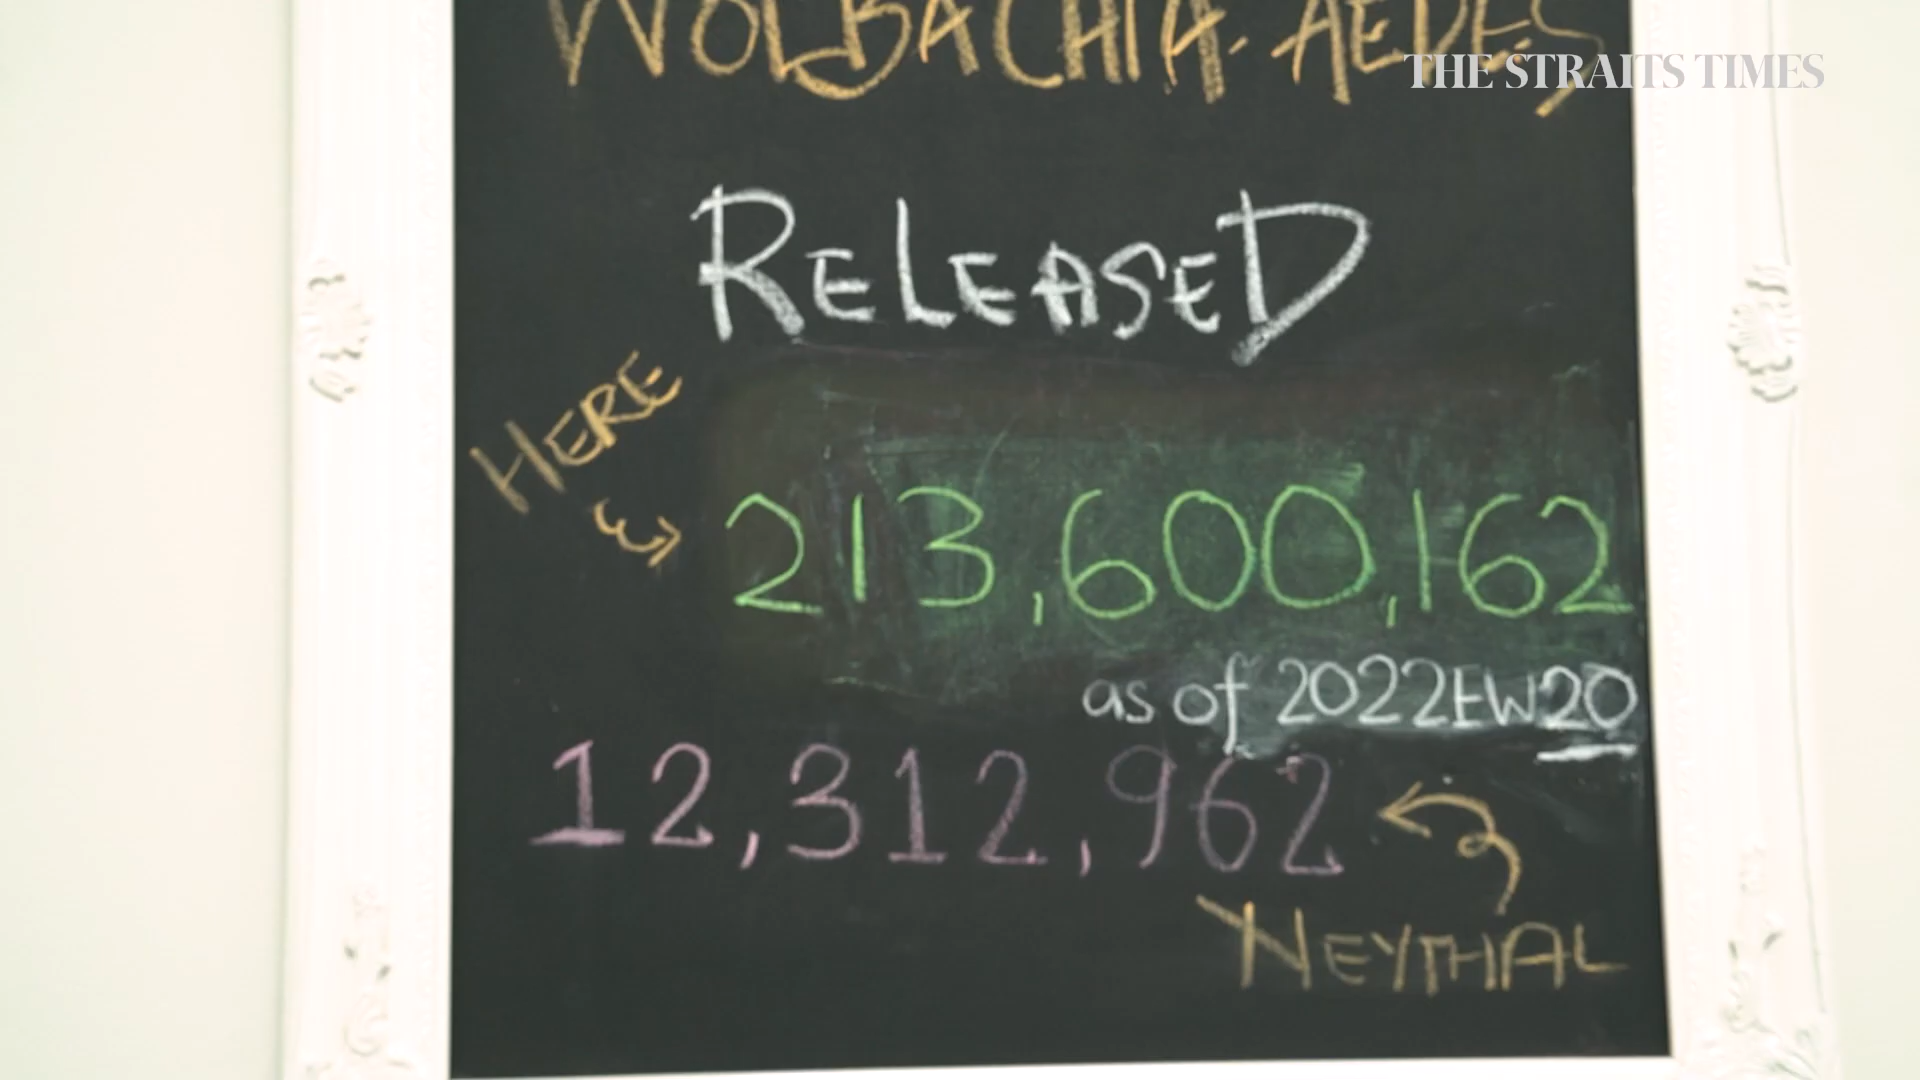 WOLBACHIA-AEDES
THE STRAITS TIMES
RELEASED
HERE
213,600,162
as of 2022EW20
12,312,962
NEYTHAL